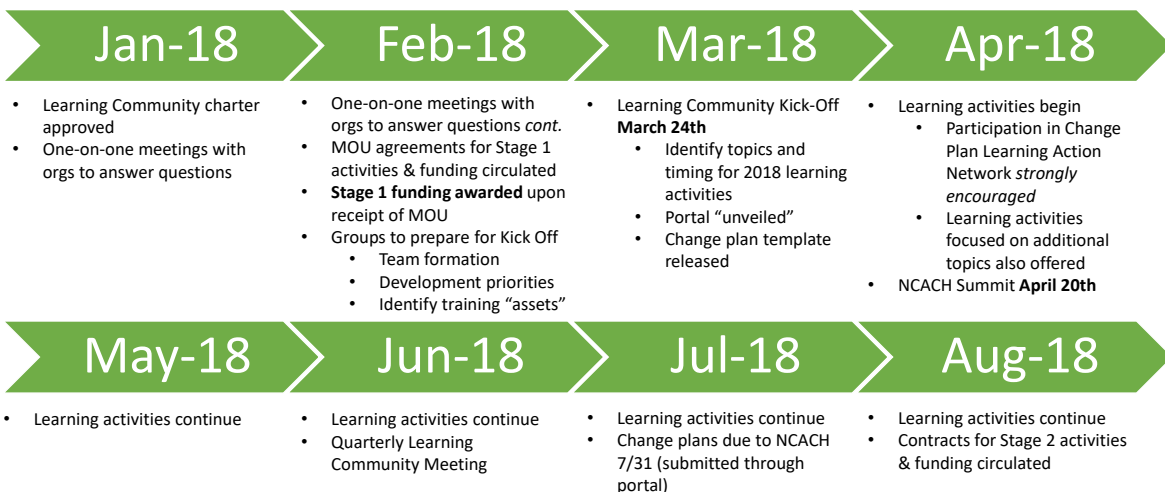 Jan-18
Feb-18
Mar-18
Apr-18
• Learning Community charter
approved
• One-on-one meetings with
orgs to answer questions
• One-on-one meetings with
orgs to answer questions cont.
• MOU agreements for Stage 1
activities & funding circulated
• Stage 1 funding awarded upon
receipt of MOU
• Groups to prepare for Kick Off
• Team formation
• Development priorities
• Identify training “assets”
• Learning Community Kick-Off
March 24th
• Identify topics and
timing for 2018 learning
activities
• Portal “unveiled”
• Change plan template
released
• Learning activities begin
• Participation in Change
Plan Learning Action
Network strongly
encouraged
• Learning activities
focused on additional
topics also offered
• NCACH Summit April 20th
May-18
Jun-18
Jul-18
Aug-18
• Learning activities continue
• Learning activities continue
• Quarterly Learning
Community Meeting
• Learning activities continue
• Change plans due to NCACH
7/31 (submitted through
portal)
• Learning activities continue
• Contracts for Stage 2 activities
& funding circulated